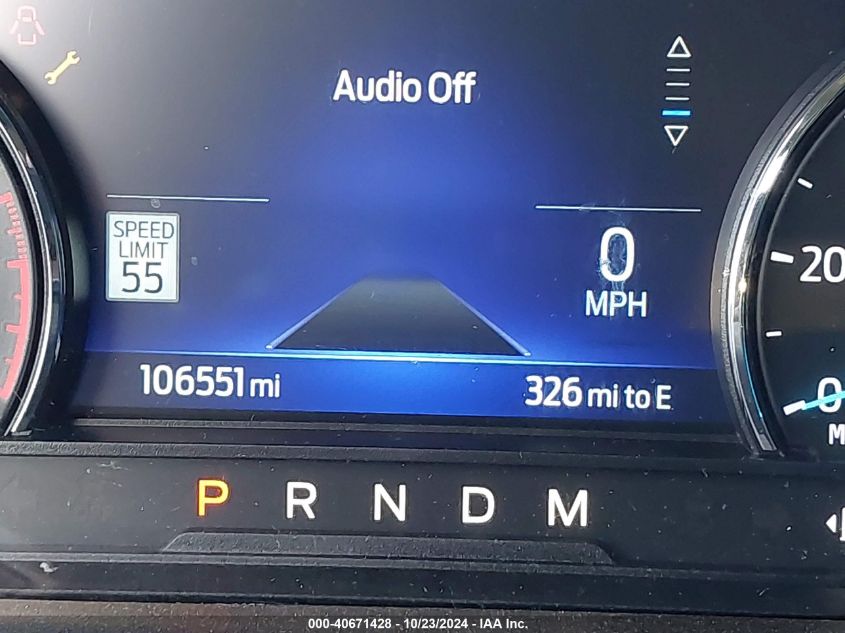 Audio Off
SPEED
LIMIT
55
0
MPH
20
0
106551 mi
326 mi to E
P R N D M
000-40671428 - 10/23/2024 - IAA Inc.